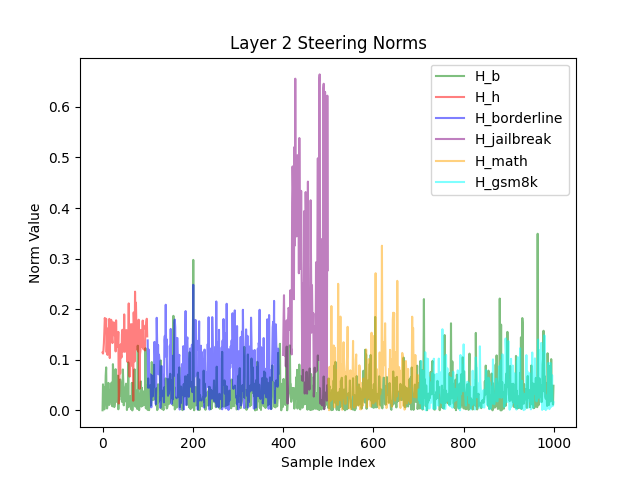 Layer 2 Steering Norms
H_b
H_h
H_borderline
H_jailbreak
H_math
H_gsm8k
Norm Value
0.6
0.5
0.4
0.3
0.2
0.1
0.0
0
200
400
600
800
1000
Sample Index